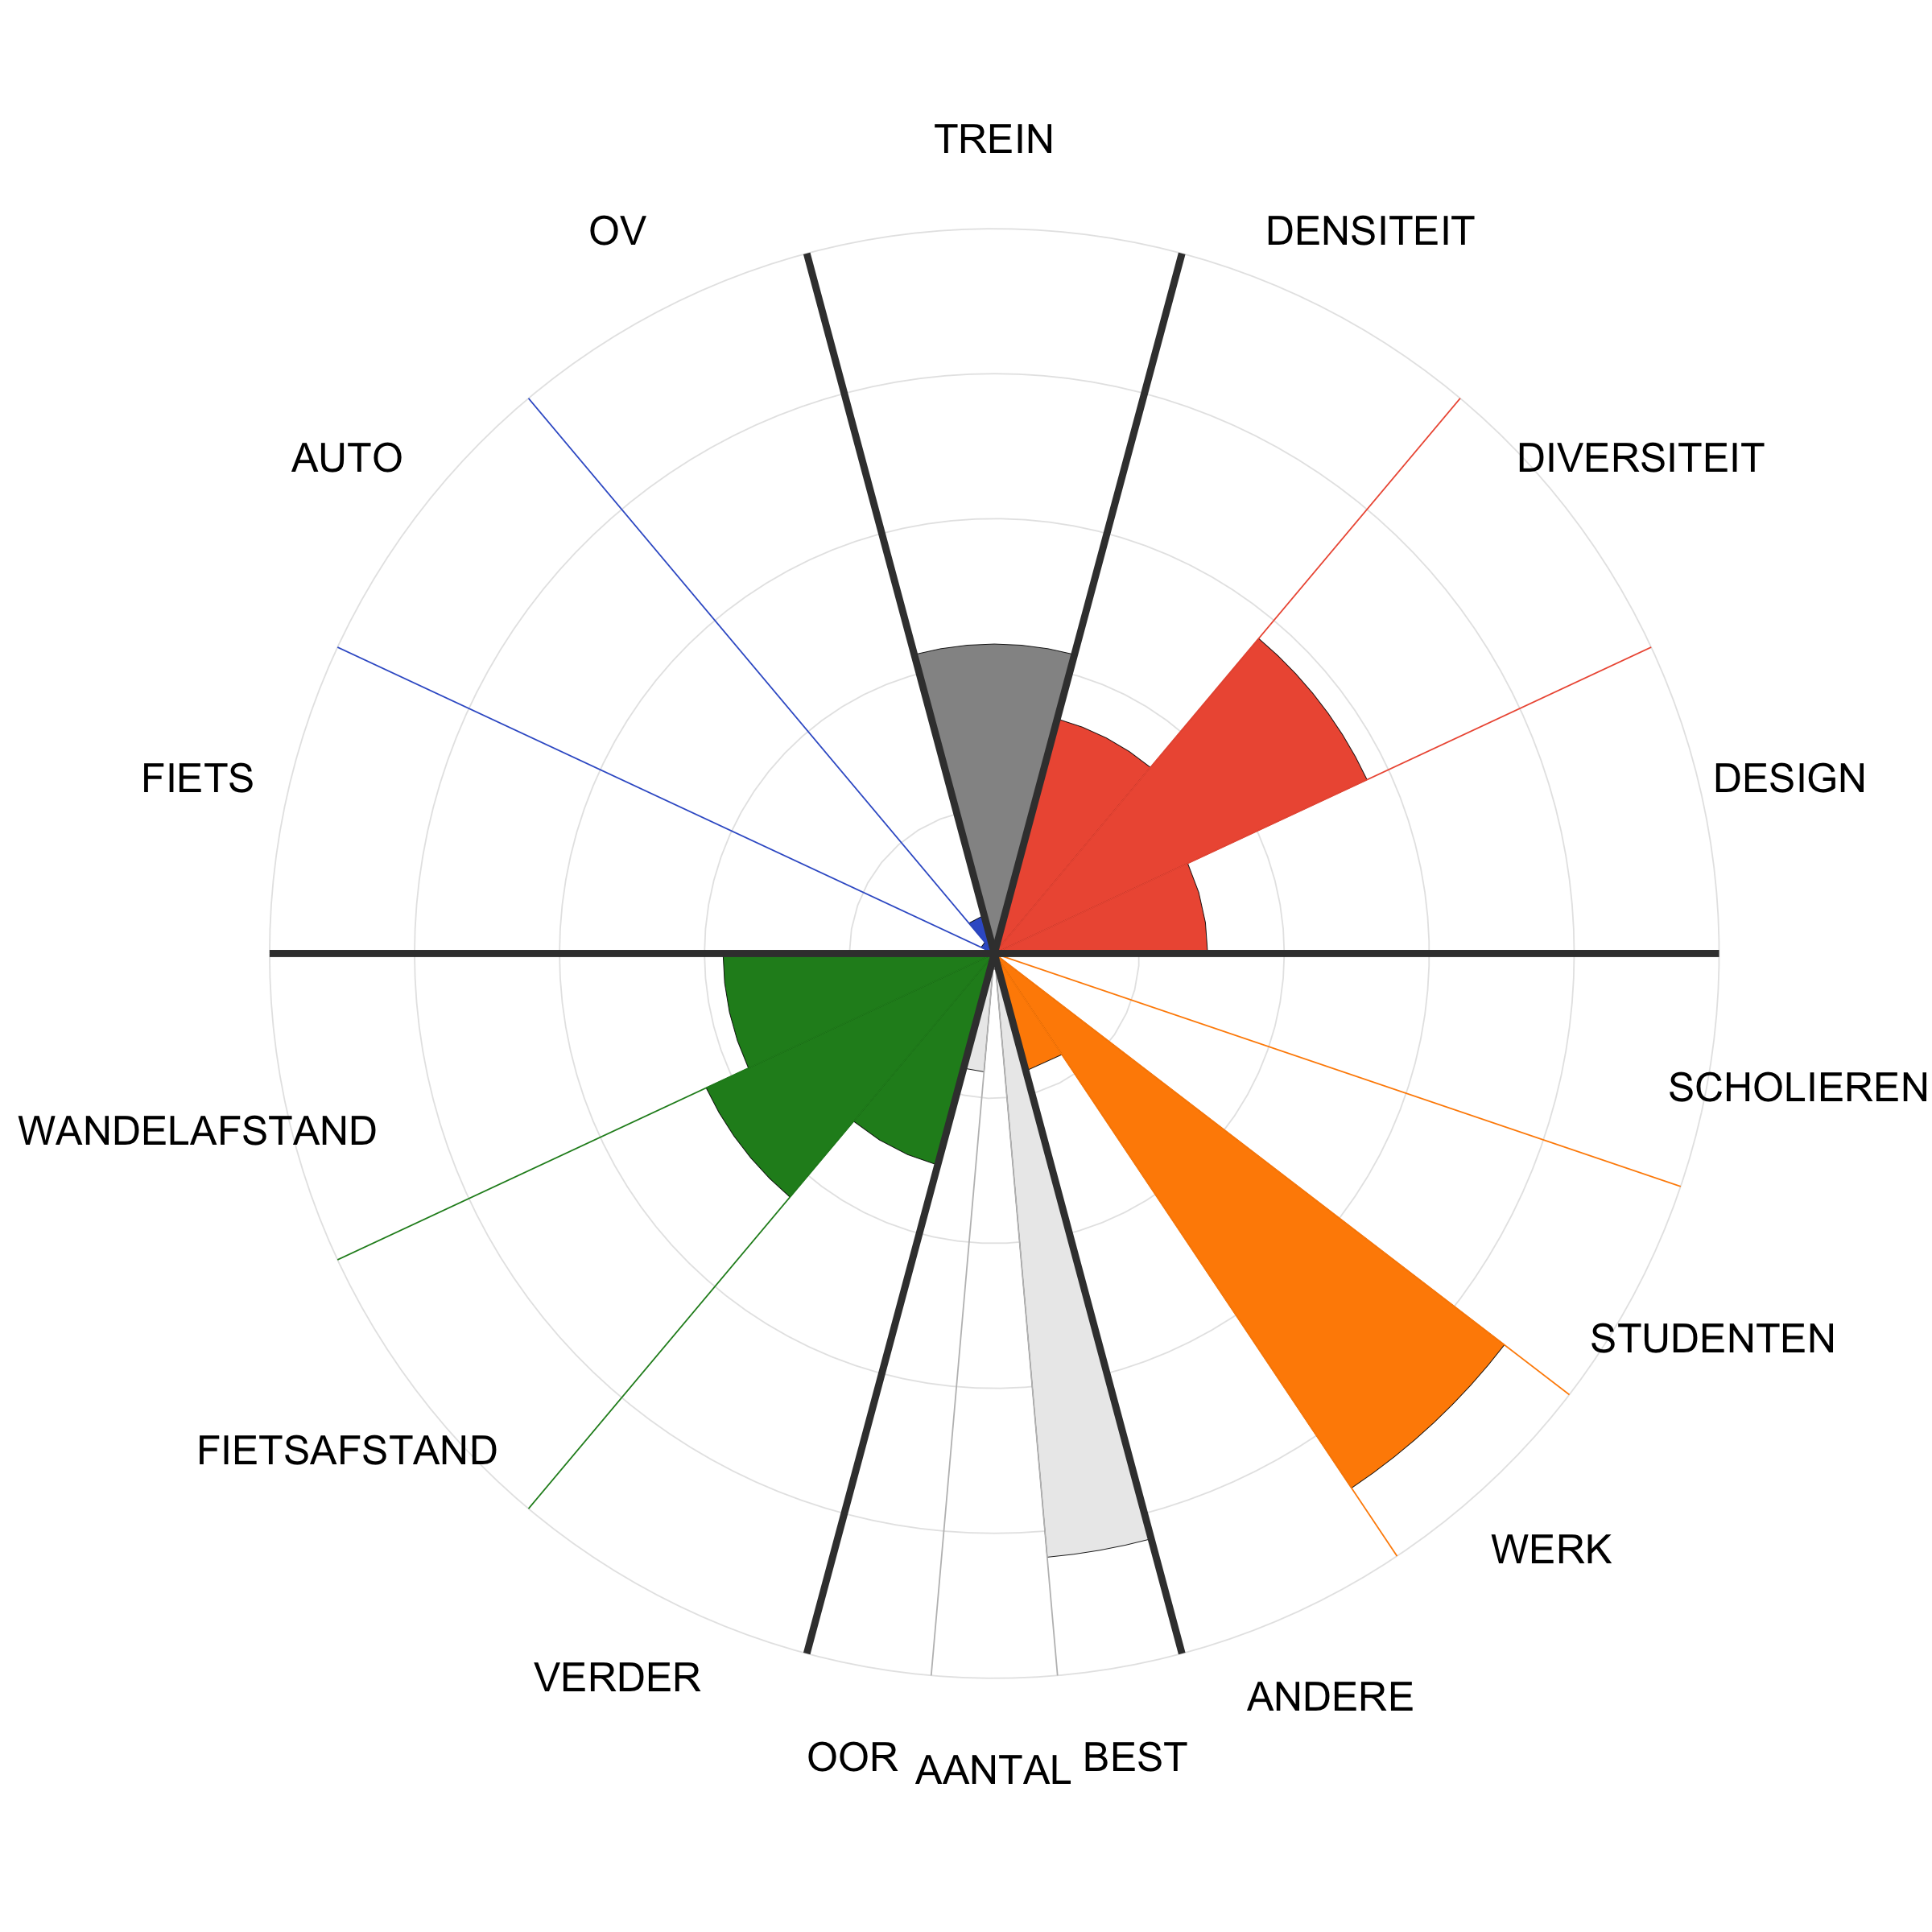 TREIN
OV
DENSITEIT
AUTO
DIVERSITEIT
FIETS
DESIGN
SCHOLIEREN
WANDELAFSTAND
STUDENTEN
FIETSAFSTAND
WERK
VERDER
ANDERE
OOR
AANTAL
BEST